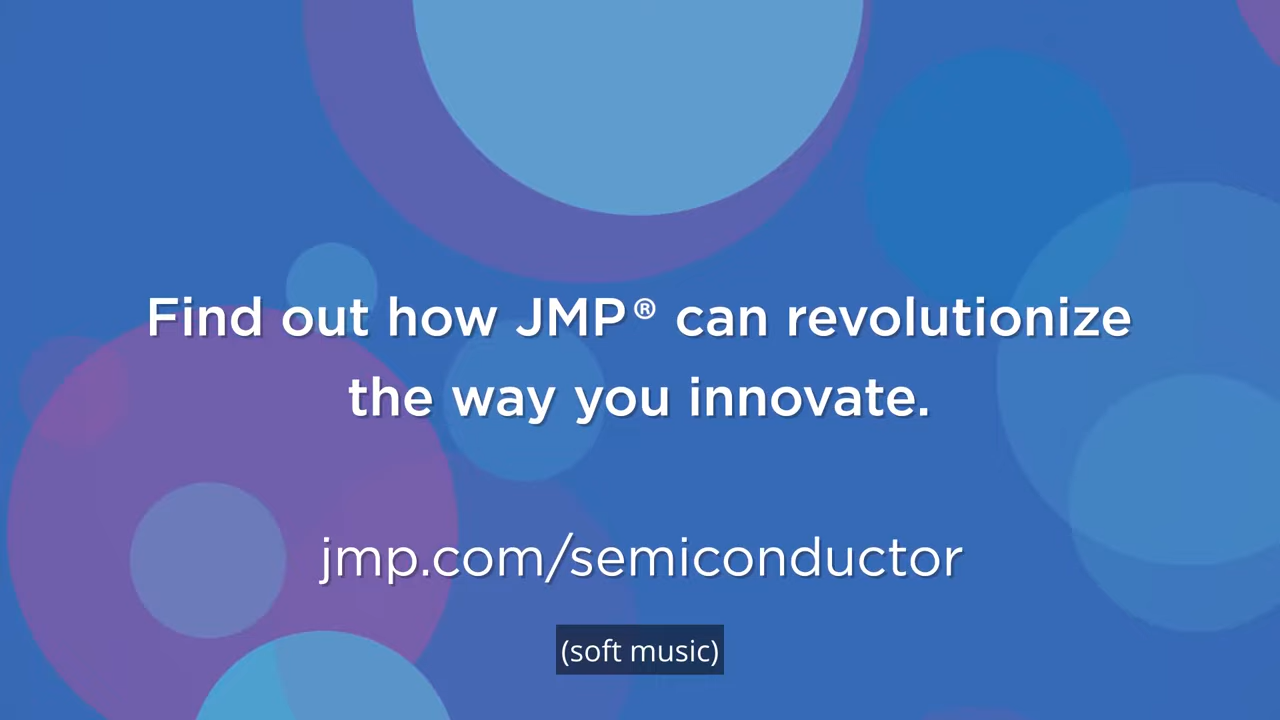 Find out how JMP® can revolutionize
the way you innovate.
jmp.com/semiconductor
(soft music)